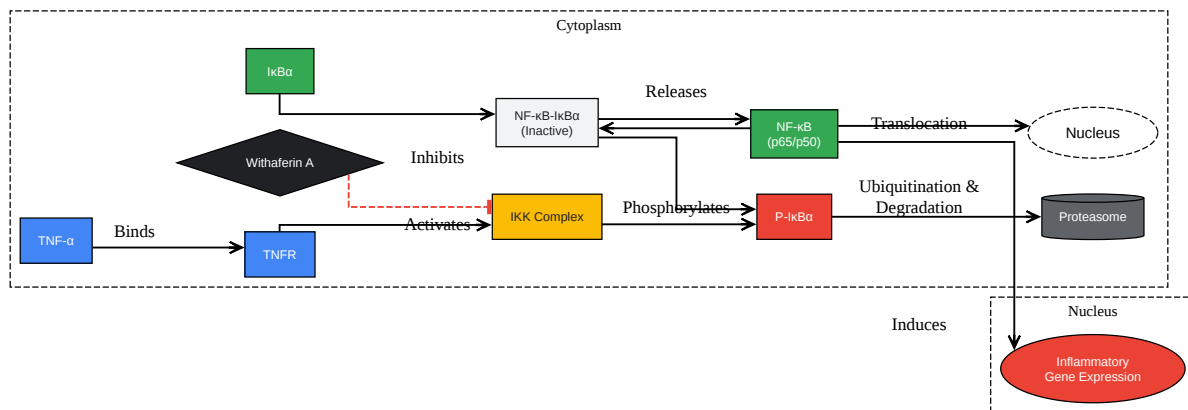 Cytoplasm
IκBα
NF-κB-IκBα
(Inactive)
Releases
NF-κB
(p65/p50)
Translocation
Nucleus
Withaferin A
Inhibits
IKK Complex
Phosphorylates
P-IκBα
Ubiquitination &
Degradation
Proteasome
TNF-α
Binds
TNFR
Activates
Induces
Nucleus
Inflammatory
Gene Expression